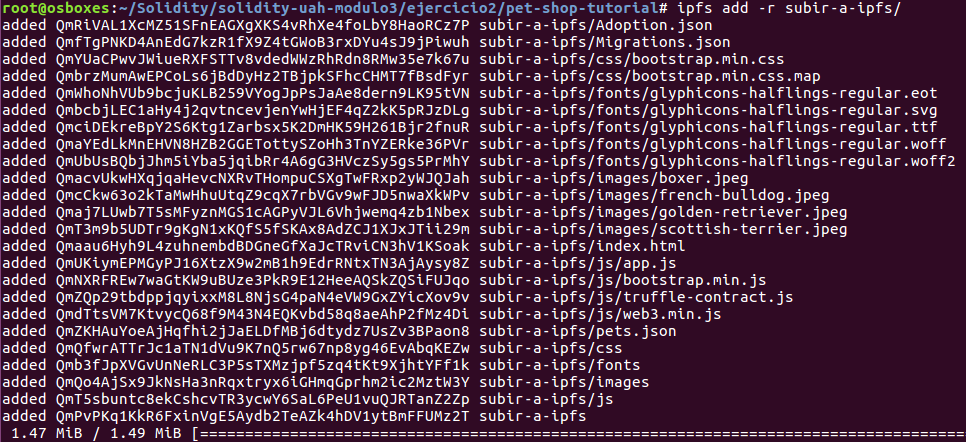 root@osboxes:~/Solidity/solidity-uah-modulo3/ejercicio2/pet-shop-tutorial# ipfs add -r subir-a-ipfs/
added QmRiVAL1XcMZ51SFnEAGXgXKS4vRhXe4foLbY8HaoRCz7P subir-a-ipfs/Adoption.json
added QmfTgPNKD4AnEdG7kzR1fX9Z4tGWoB3rxDYu4sJ9jPiwuh subir-a-ipfs/Migrations.json
added QmYUaCPwvJWiueRXFSTTv8vdedWWzRhRdn8RMw35e7k67u subir-a-ipfs/css/bootstrap.min.css
added QmbrzMumAwEPCoLs6jBdDyHz2TBjpkSFhcCHMT7fBsdFyr subir-a-ipfs/css/bootstrap.min.css.map
added QmWhoNhVUb9bcjuKLB259VYogJpPsJaAe8dern9LK95tVN subir-a-ipfs/fonts/glyphicons-halflings-regular.eot
added QmbcbjLEC1aHy4j2qvtncevjenYwHjEF4qZ2kK5pRJzDLg subir-a-ipfs/fonts/glyphicons-halflings-regular.svg
added QmciDEkreBpY2S6Ktg1Zarbsx5K2DmHK59H261Bjr2fnuR subir-a-ipfs/fonts/glyphicons-halflings-regular.ttf
added QmaYEdLkMnEHVN8HZB2GGETottySZoHh3TnYZERke36PVr subir-a-ipfs/fonts/glyphicons-halflings-regular.woff
added QmUbUsBQbjJhm5iYba5jqibRr4A6gG3HVczSy5gs5PrMhY subir-a-ipfs/fonts/glyphicons-halflings-regular.woff2
added QmacvUkwHXqjqaHevcNXRvTHompuCSXgTwFRxp2yWJQJah subir-a-ipfs/images/boxer.jpeg
added QmcCkw63o2kTaMwHhuUtqZ9cqX7rbVGv9wFJD5nwaXkWPv subir-a-ipfs/images/french-bulldog.jpeg
added Qmaj7LUwb7T5sMFyznMGS1cAGPyVJL6Vhjwemq4zb1Nbex subir-a-ipfs/images/golden-retriever.jpeg
added QmT3m9b5UDTr9gKgN1xKQfS5fSKAx8AdZCJ1XJxJTii29m subir-a-ipfs/images/scottish-terrier.jpeg
added Qmaau6Hyh9L4zuhnembdBDGneGfXaJcTRviCN3hV1KSoak subir-a-ipfs/index.html
added QmUKiymEPMGyPJ16XtzX9w2mB1h9EdrRNtxTN3AjAysy8Z subir-a-ipfs/js/app.js
added QmNXRFREw7waGtKW9uBUze3PkR9E12HeeAQSkZQSiFUJqo subir-a-ipfs/js/bootstrap.min.js
added QmZQp29tbdppjqyixxM8L8NjsG4paN4eVW9GxZYicXov9v subir-a-ipfs/js/truffle-contract.js
added QmdTtsVM7KtvycQ68f9M43N4EQKvbd58q8aeAhP2fMz4Di subir-a-ipfs/js/web3.min.js
added QmZKHAuYoeAjHqfhi2jJaELDfMBj6dtydz7UsZv3BPaon8 subir-a-ipfs/pets.json
added QmQfwrATTrJc1aTN1dVu9K7nQ5rw67np8yg46EvAbqKEZw subir-a-ipfs/css
added Qmb3fJpXVGvUnNeRLC3P5sTXMzjpf5zq4tKt9XjhtYFf1k subir-a-ipfs/fonts
added QmQo4AjSx9JkNsHa3nRqxtryx6iGHmqGprhm2ic2MztW3Y subir-a-ipfs/images
added QmT5sbuntc8ekCshcvTR3ycwY6SaL6PeU1vuQJRTanZ2Zp subir-a-ipfs/js
added QmPvPKq1KkR6FxinVgE5Aydb2TeAZk4hDV1ytBmFFUMz2T subir-a-ipfs
1.47 MiB / 1.49 MiB [=====================================================================================